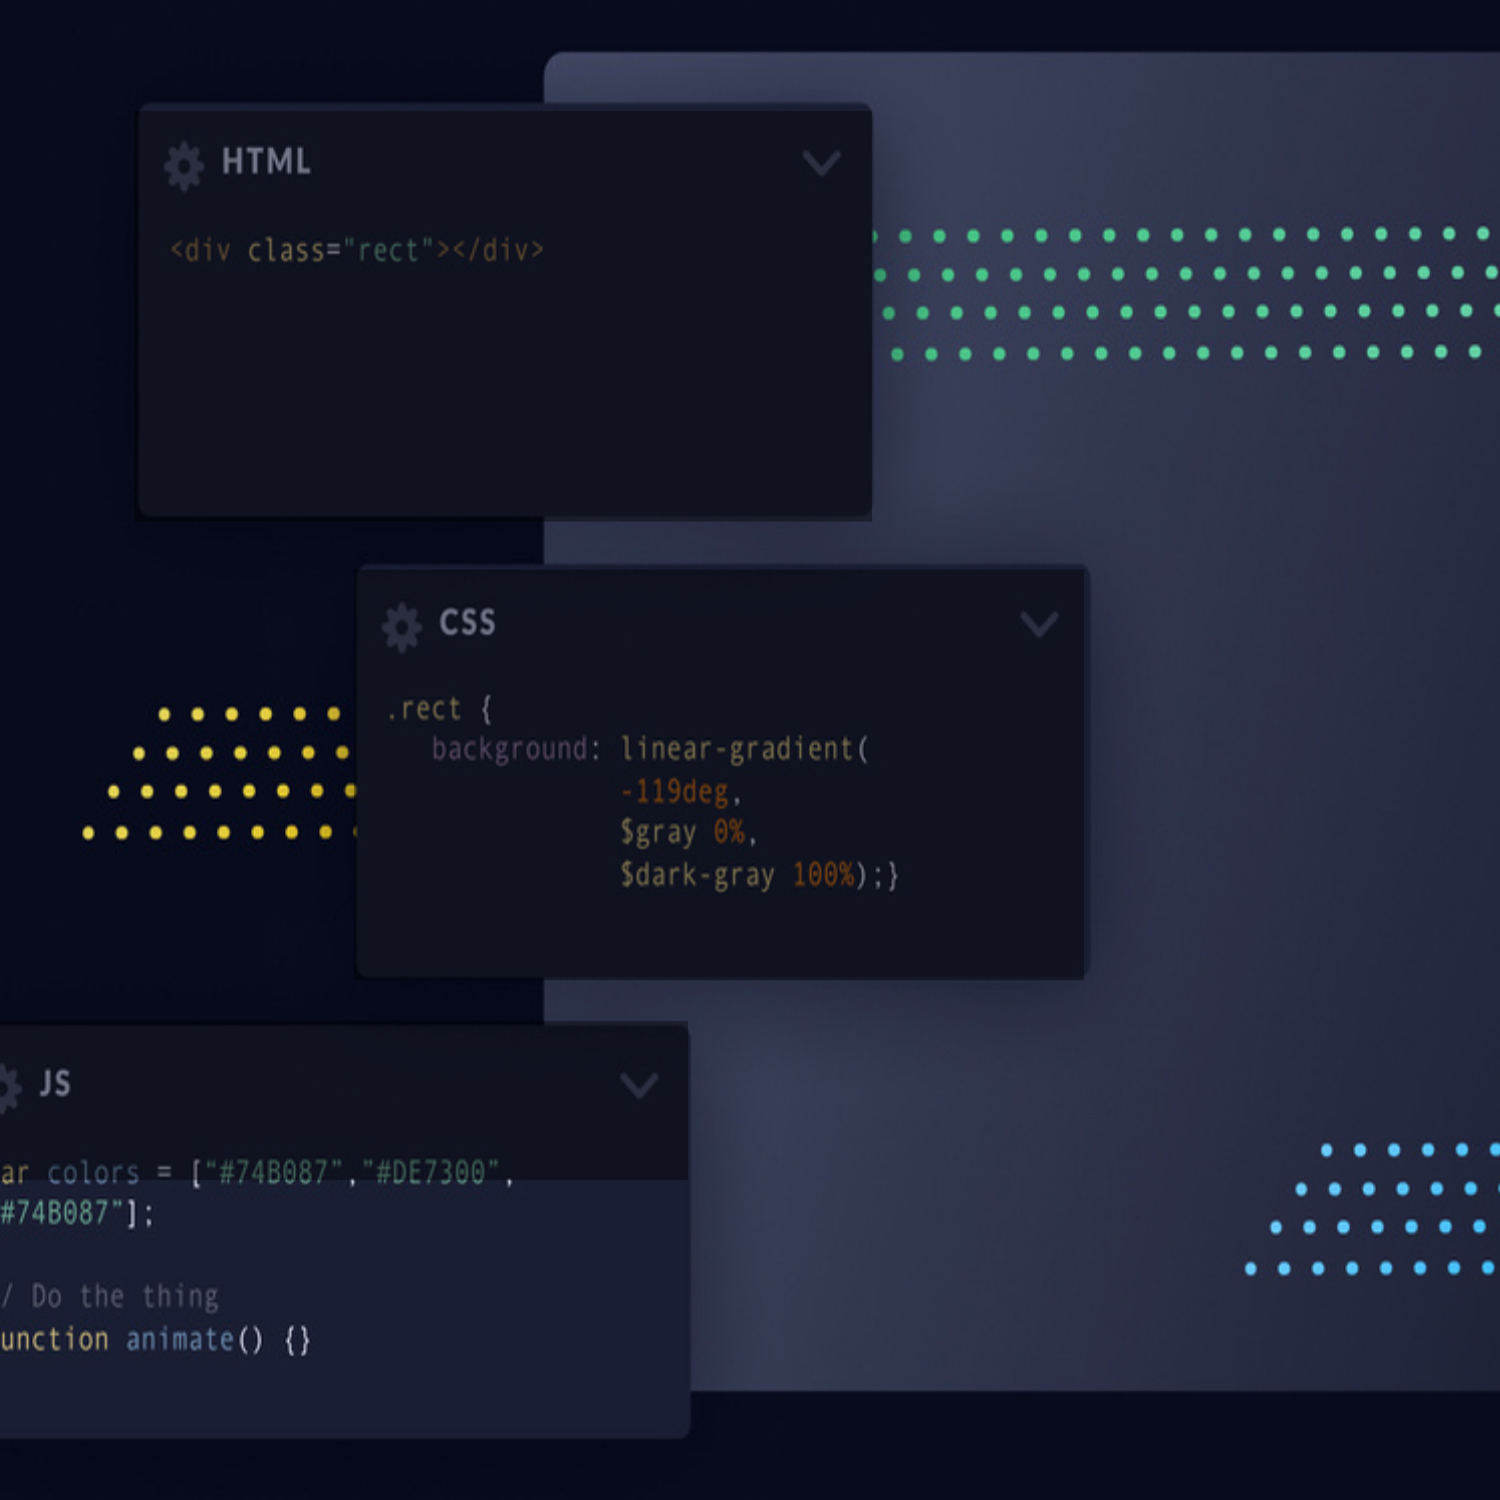 HTML
<div class="rect"></div>
CSS
.rect {
background: linear-gradient(
-119deg,
$gray 0%,
$dark-gray 100%);}
JS
ar colors = ["#74B087","#DE7300",
#74B087"];
/ Do the thing
unction animate() {}